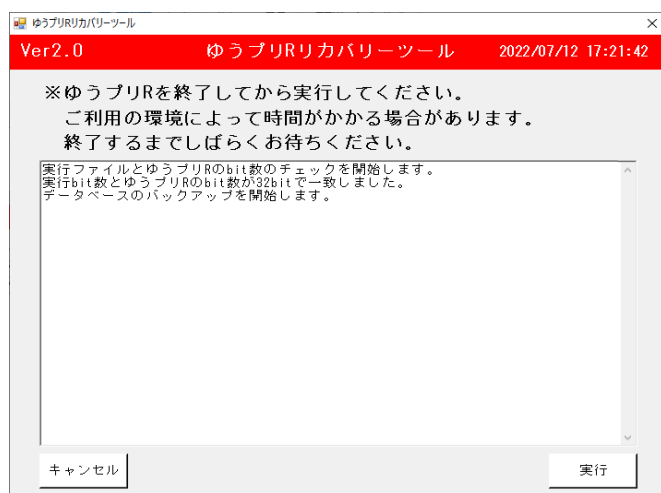 ゆうプリRリカバリーツール
Ver2.0 ゆうプリRリカバリーツール 2022/07/12 17:21:42
※ゆうプリRを終了してから実行してください。
ご利用の環境によって時間がかかる場合があります。
終了するまでしばらくお待ちください。
実行ファイルとゆうプリRのbit数のチェックを開始します。
実行bit数とゆうプリRのbit数が32bitで一致しました。
データベースのバックアップを開始します。
キャンセル 実行